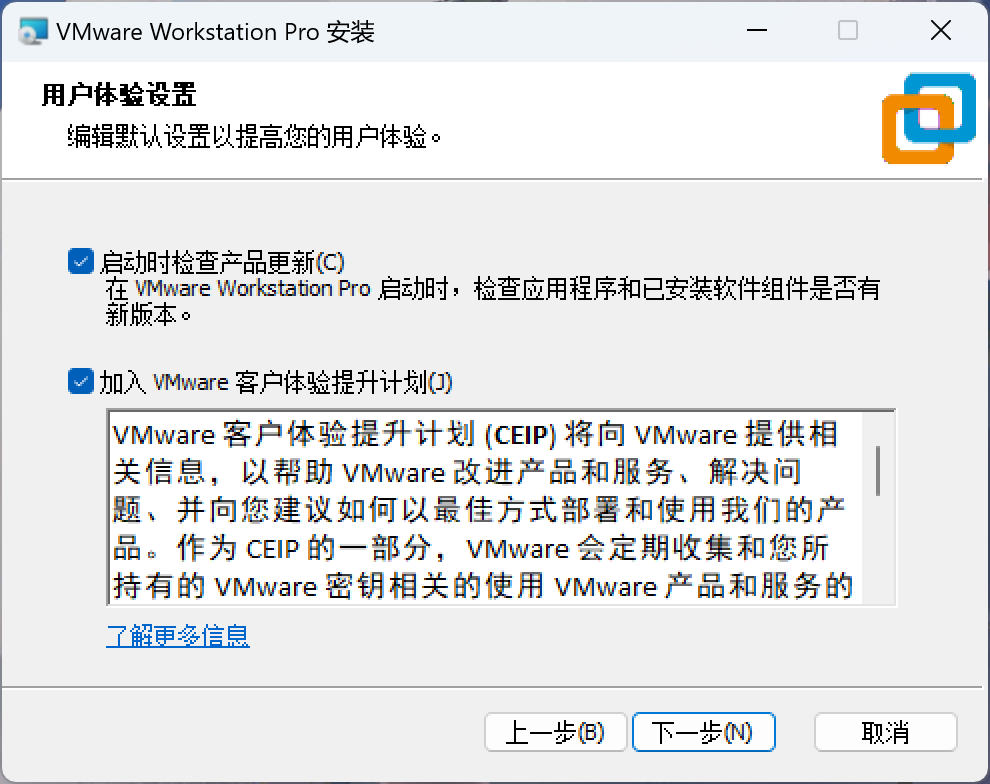 VMware Workstation Pro 安装
用户体验设置
编辑默认设置以提高您的用户体验。
启动时检查产品更新(C)
在 VMware Workstation Pro 启动时，检查应用程序和已安装软件组件是否有
新版本。
加入 VMware 客户体验提升计划(J)
VMware 客户体验提升计划 (CEIP) 将向 VMware 提供相
关信息，以帮助 VMware 改进产品和服务、解决问
题、并向您建议如何以最佳方式部署和使用我们的产
品。作为 CEIP 的一部分，VMware 会定期收集和您所
持有的 VMware 密钥相关的使用 VMware 产品和服务的
了解更多信息
上一步(B)
下一步(N)
取消